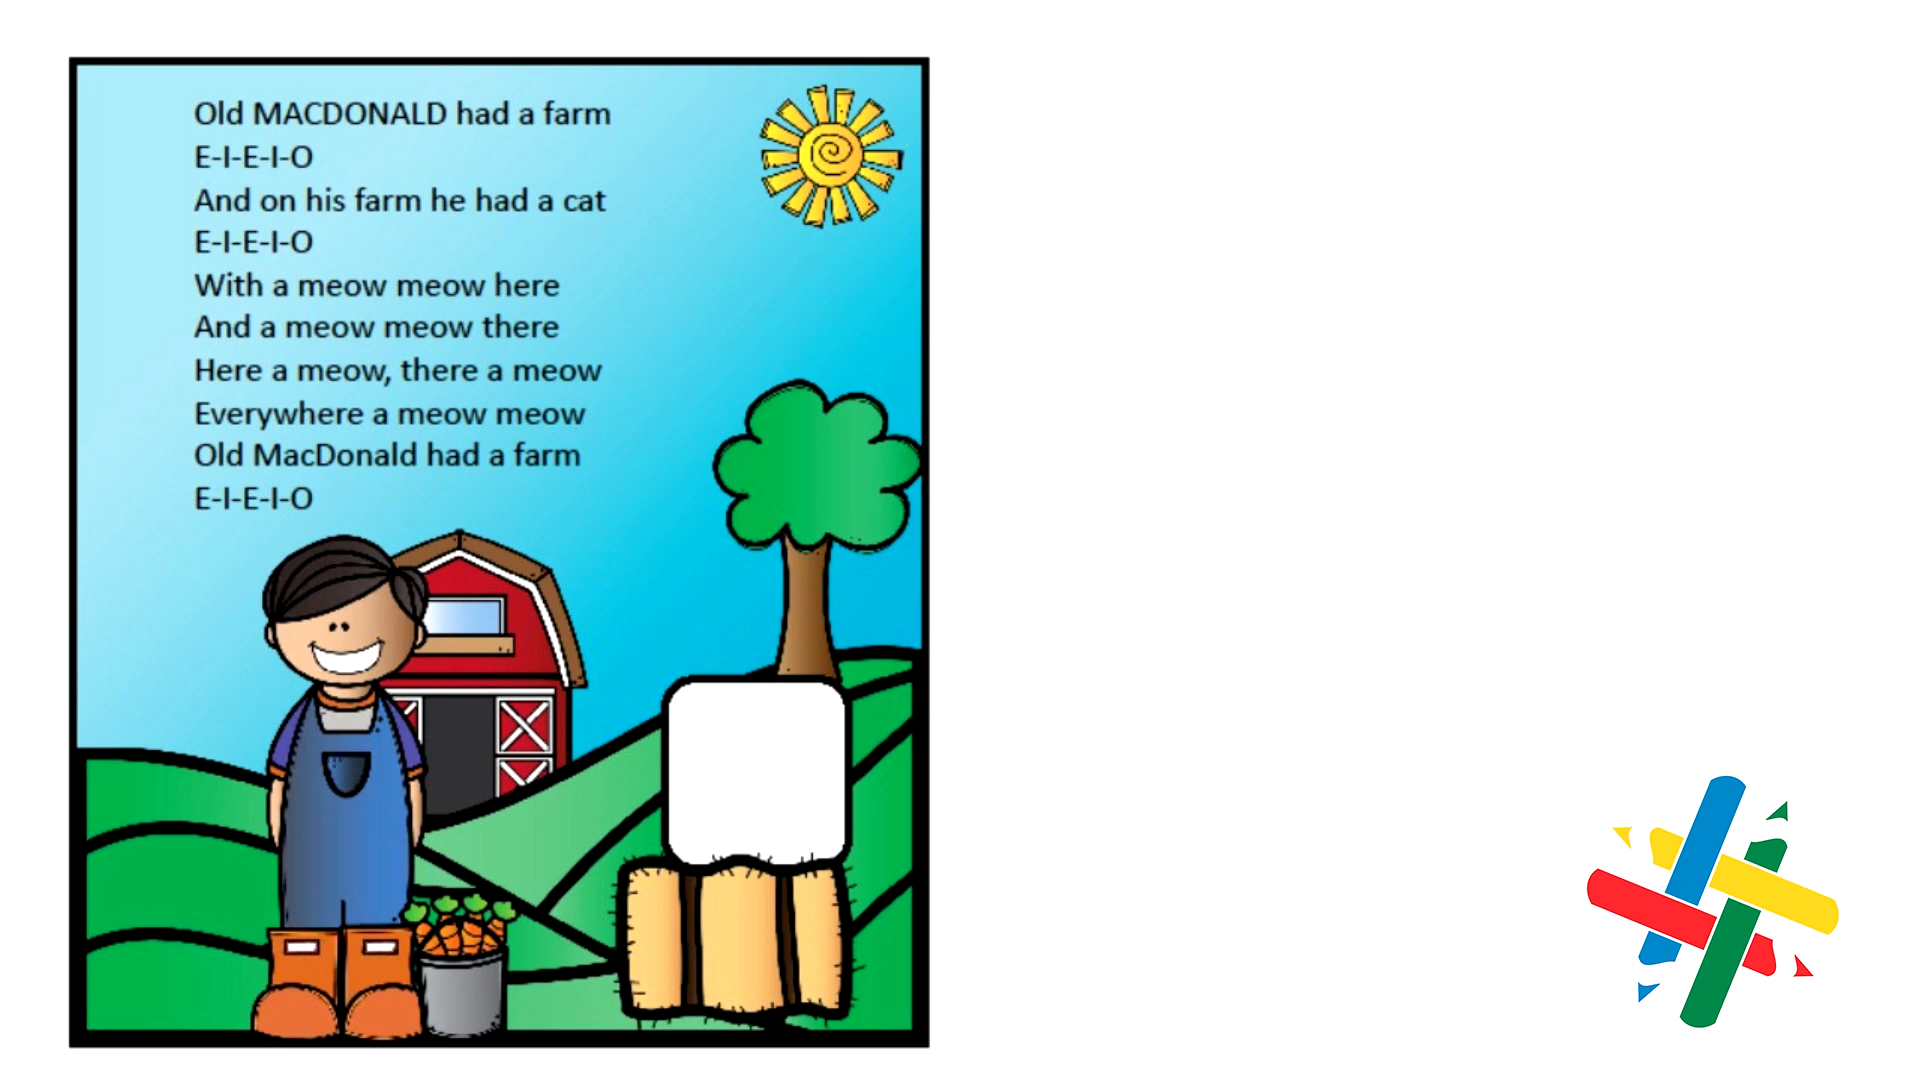 Old MACDONALD had a farm
E-I-E-I-O
And on his farm he had a cat
E-I-E-I-O
With a meow meow here
And a meow meow there
Here a meow, there a meow
Everywhere a meow meow
Old MacDonald had a farm
E-I-E-I-O